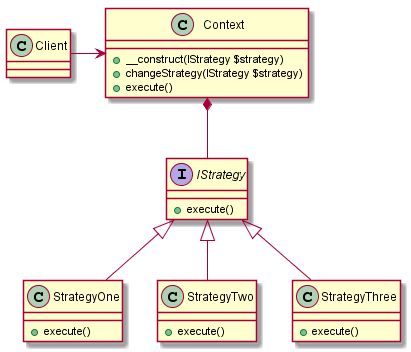 C Client
C Context
__construct(IStrategy $strategy)
changeStrategy(IStrategy $strategy)
execute()
I IStrategy
execute()
C StrategyOne
execute()
C StrategyTwo
execute()
C StrategyThree
execute()